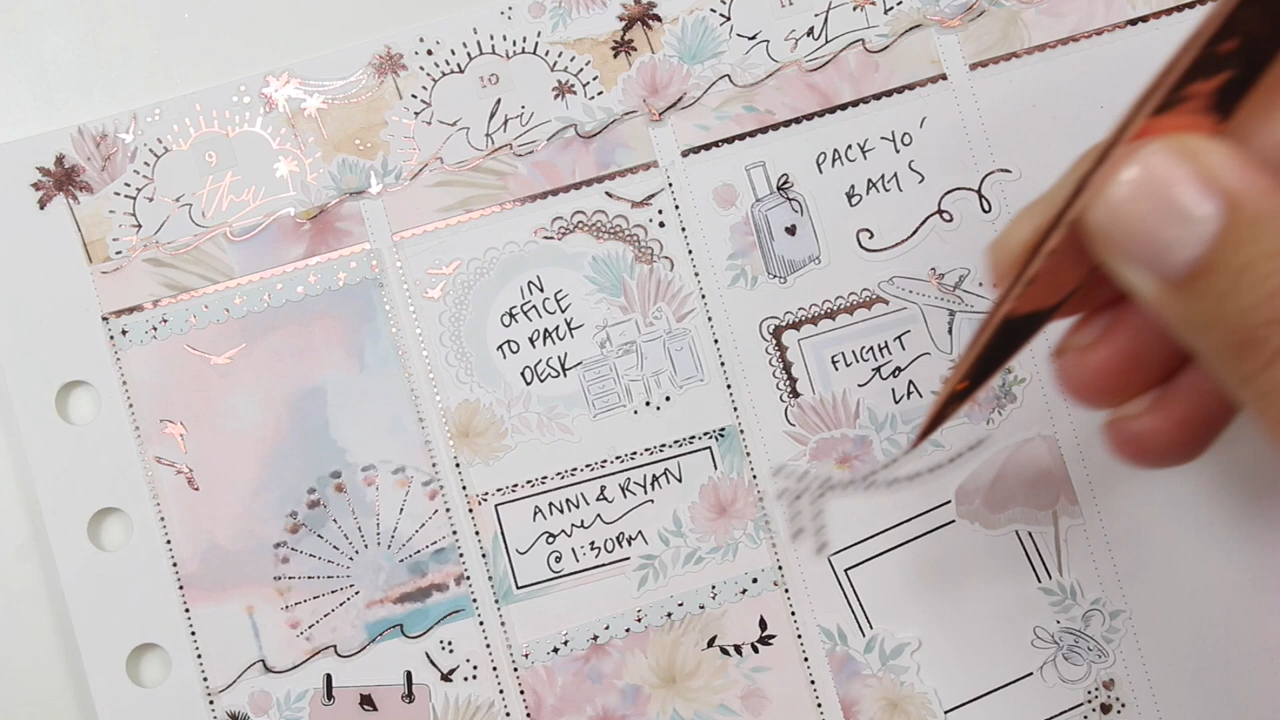 9
thu
10
fri
11
sat
IN
OFFICE
TO PACK
DESK
ANNI & RYAN
over
@ 1:30PM
PACK YO'
BAGS
FLIGHT
to
LA